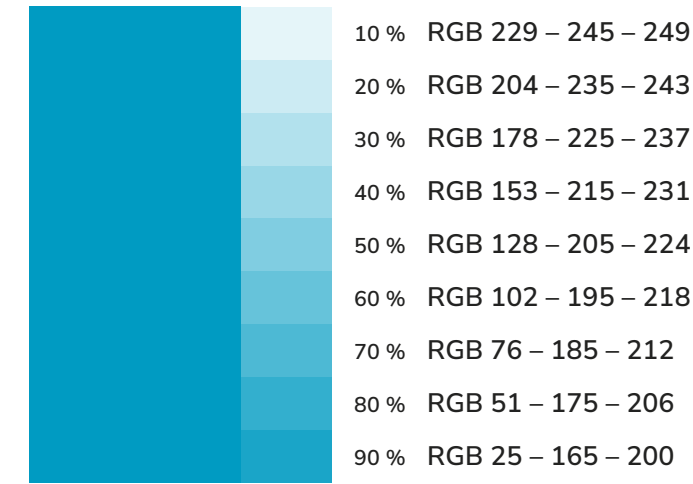 10 % RGB 229 – 245 – 249
20 % RGB 204 – 235 – 243
30 % RGB 178 – 225 – 237
40 % RGB 153 – 215 – 231
50 % RGB 128 – 205 – 224
60 % RGB 102 – 195 – 218
70 % RGB 76 – 185 – 212
80 % RGB 51 – 175 – 206
90 % RGB 25 – 165 – 200